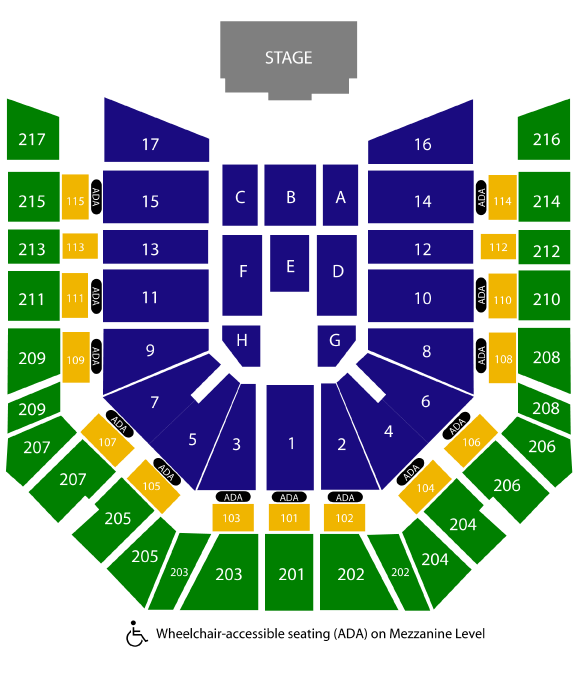 STAGE
217
17
16
216
215
115
ADA
15
C
B
A
14
ADA
114
214
213
113
13
F
E
D
12
112
212
211
111
ADA
11
10
ADA
110
210
H
G
209
109
ADA
9
8
ADA
108
208
209
7
6
208
207
107
ADA
5
3
1
2
4
ADA
106
206
207
105
ADA
ADA
104
206
ADA
ADA
ADA
205
103
101
102
204
205
203
203
201
202
202
204
Wheelchair-accessible seating (ADA) on Mezzanine Level